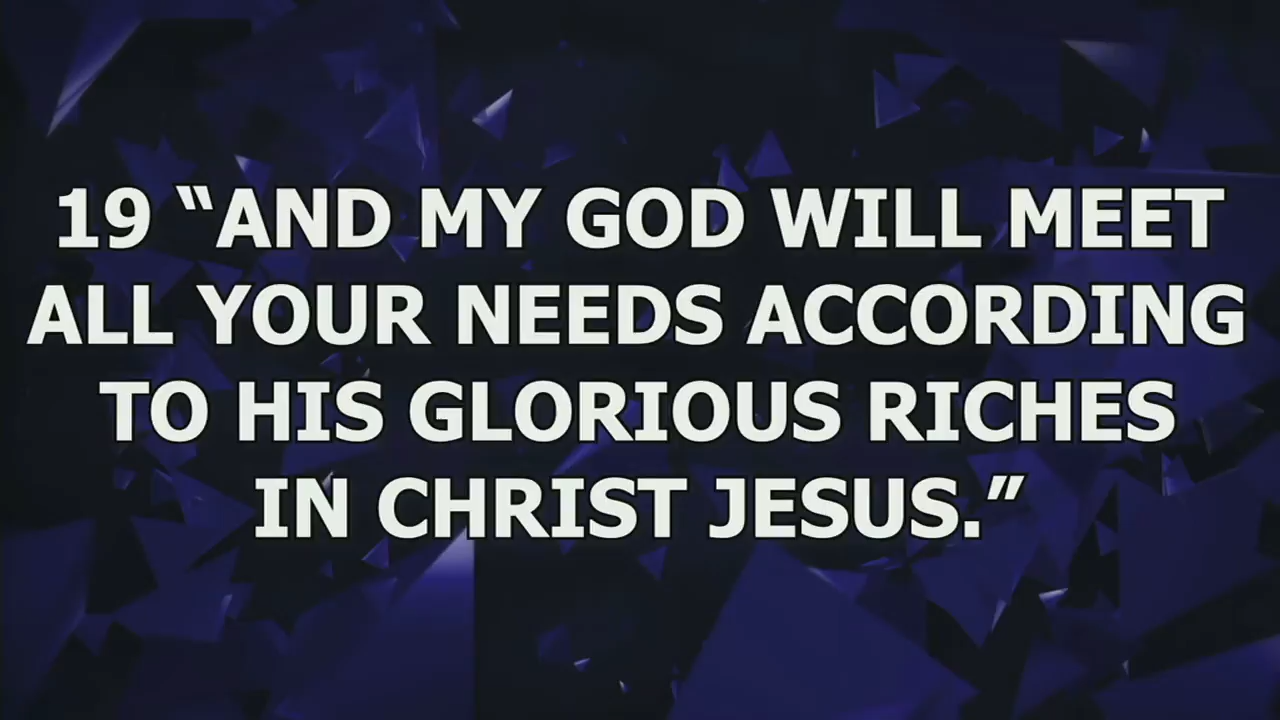 19 “AND MY GOD WILL MEET
ALL YOUR NEEDS ACCORDING
TO HIS GLORIOUS RICHES
IN CHRIST JESUS.”